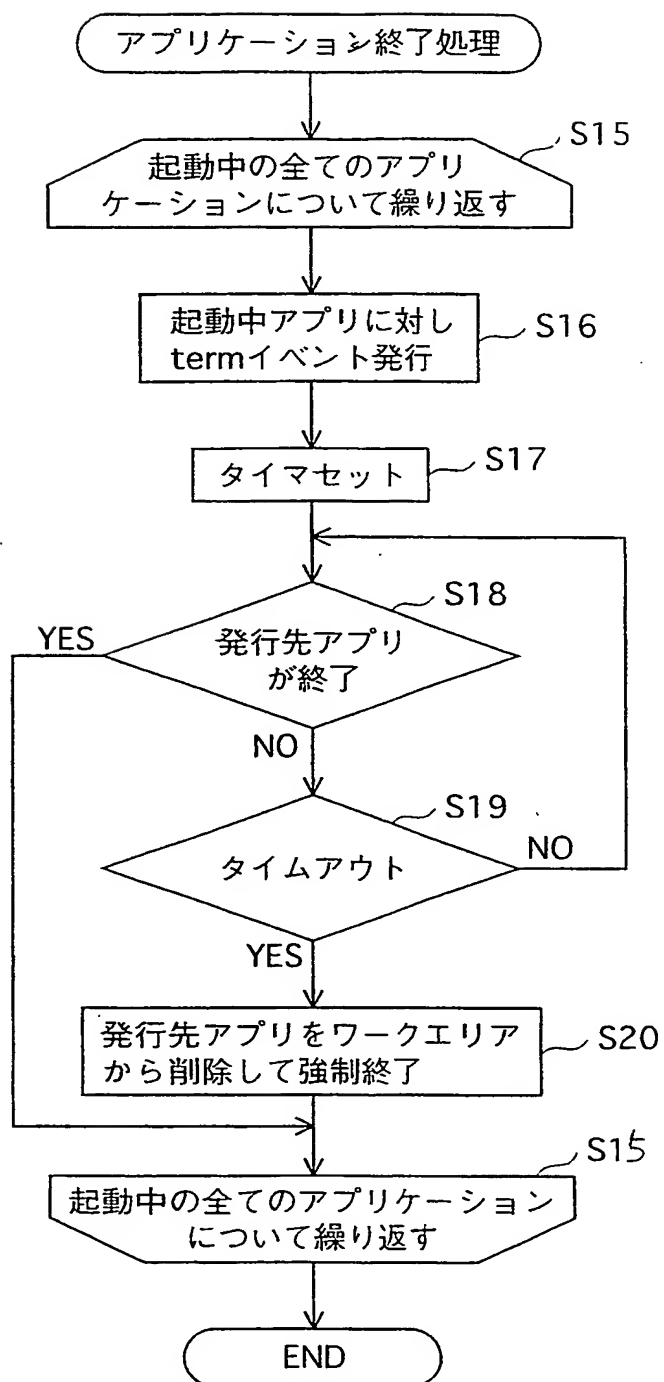 アプリケーション終了処理
S15
起動中の全てのアプリ
ケーションについて繰り返す
起動中アプリに対し
termイベント発行
S16
タイマセット
S17
S18
YES
発行先アプリ
が終了
NO
S19
タイムアウト
NO
YES
発行先アプリをワークエリア
から削除して強制終了
S20
S15
起動中の全てのアプリケーション
について繰り返す
END